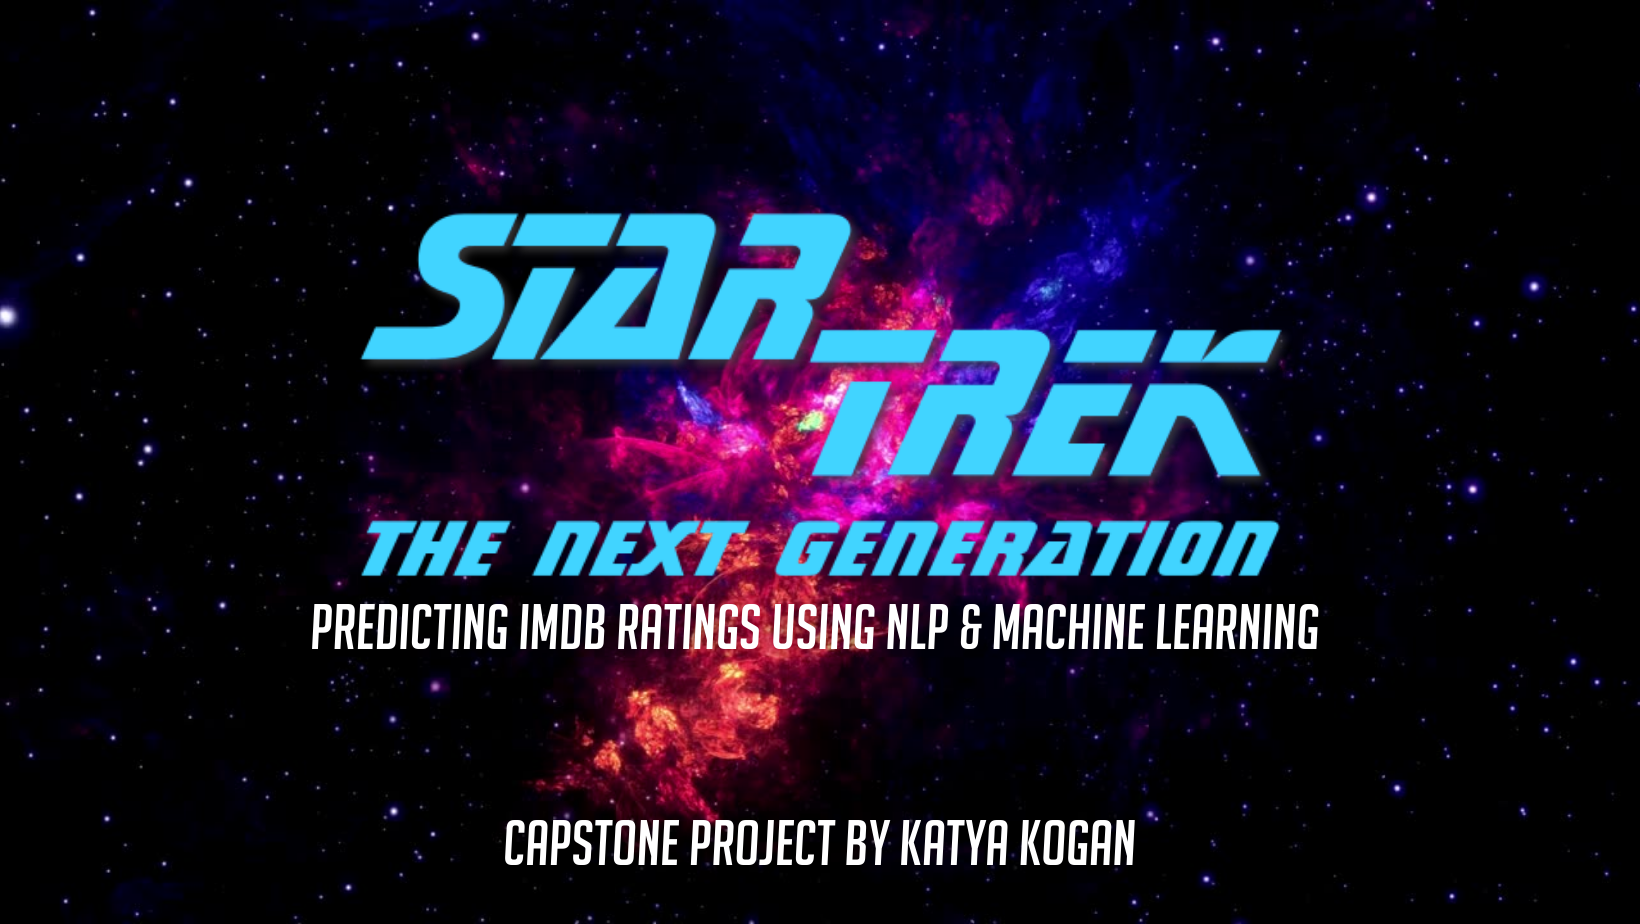 STAR
TREK
THE NEXT GENERATION
PREDICTING IMDB RATINGS USING NLP & MACHINE LEARNING
CAPSTONE PROJECT BY KATYA KOGAN